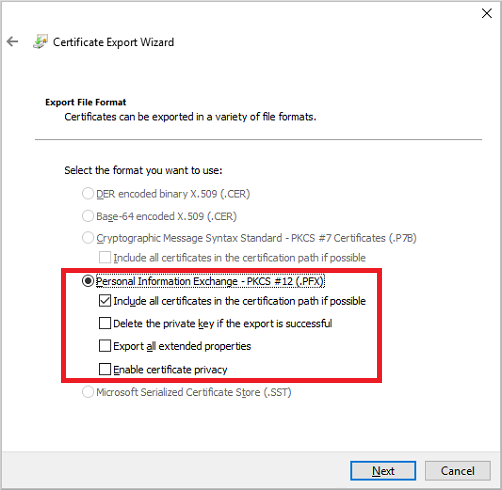 Certificate Export Wizard
Export File Format
Certificates can be exported in a variety of file formats.
Select the format you want to use:
DER encoded binary X.509 (.CER)
Base-64 encoded X.509 (.CER)
Cryptographic Message Syntax Standard - PKCS #7 Certificates (.P7B)
Include all certificates in the certification path if possible
Personal Information Exchange - PKCS #12 (.PFX)
Include all certificates in the certification path if possible
Delete the private key if the export is successful
Export all extended properties
Enable certificate privacy
Microsoft Serialized Certificate Store (.SST)
Next Cancel